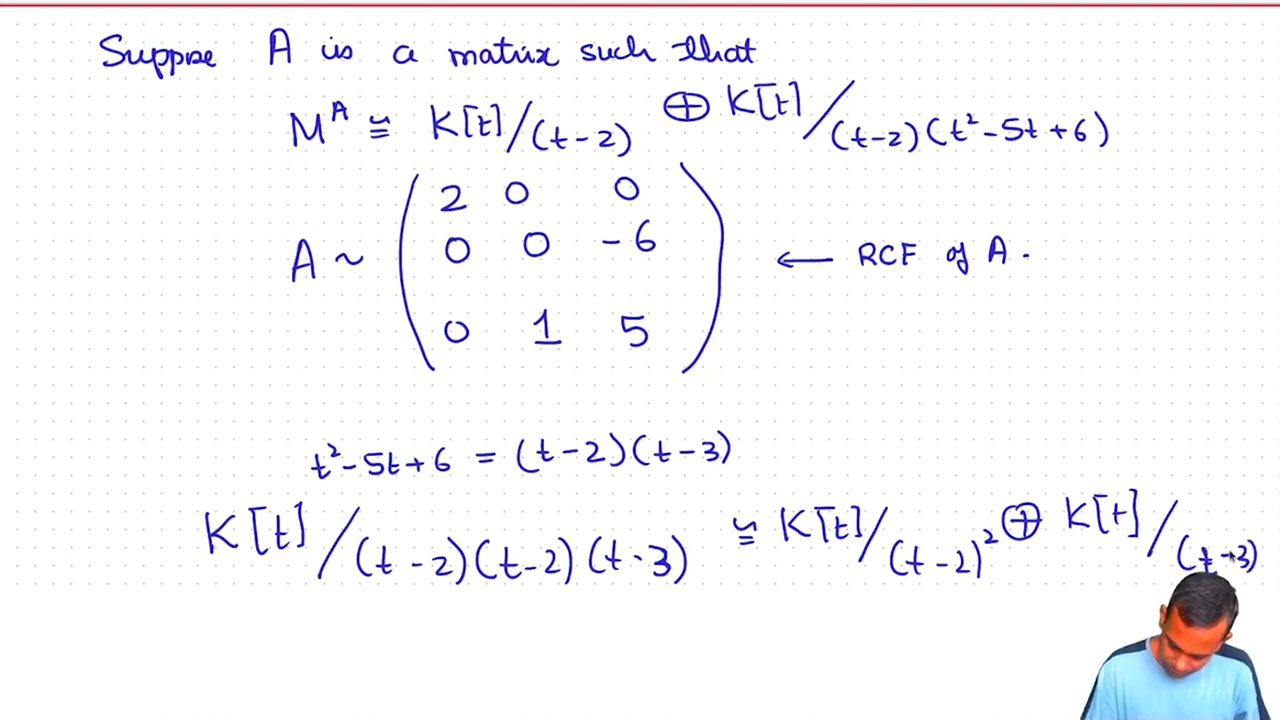 Suppose A is a matrix such that
M^A ≅ K[t]/(t-2) ⊕ K[t]/(t-2)(t²-5t+6)
A ~ ( 2 0 0
0 0 -6
0 1 5 ) ← RCF of A.
t²-5t+6 = (t-2)(t-3)
K[t]/(t-2)(t-2)(t-3) ≅ K[t]/(t-2)² ⊕ K[t]/(t-3)